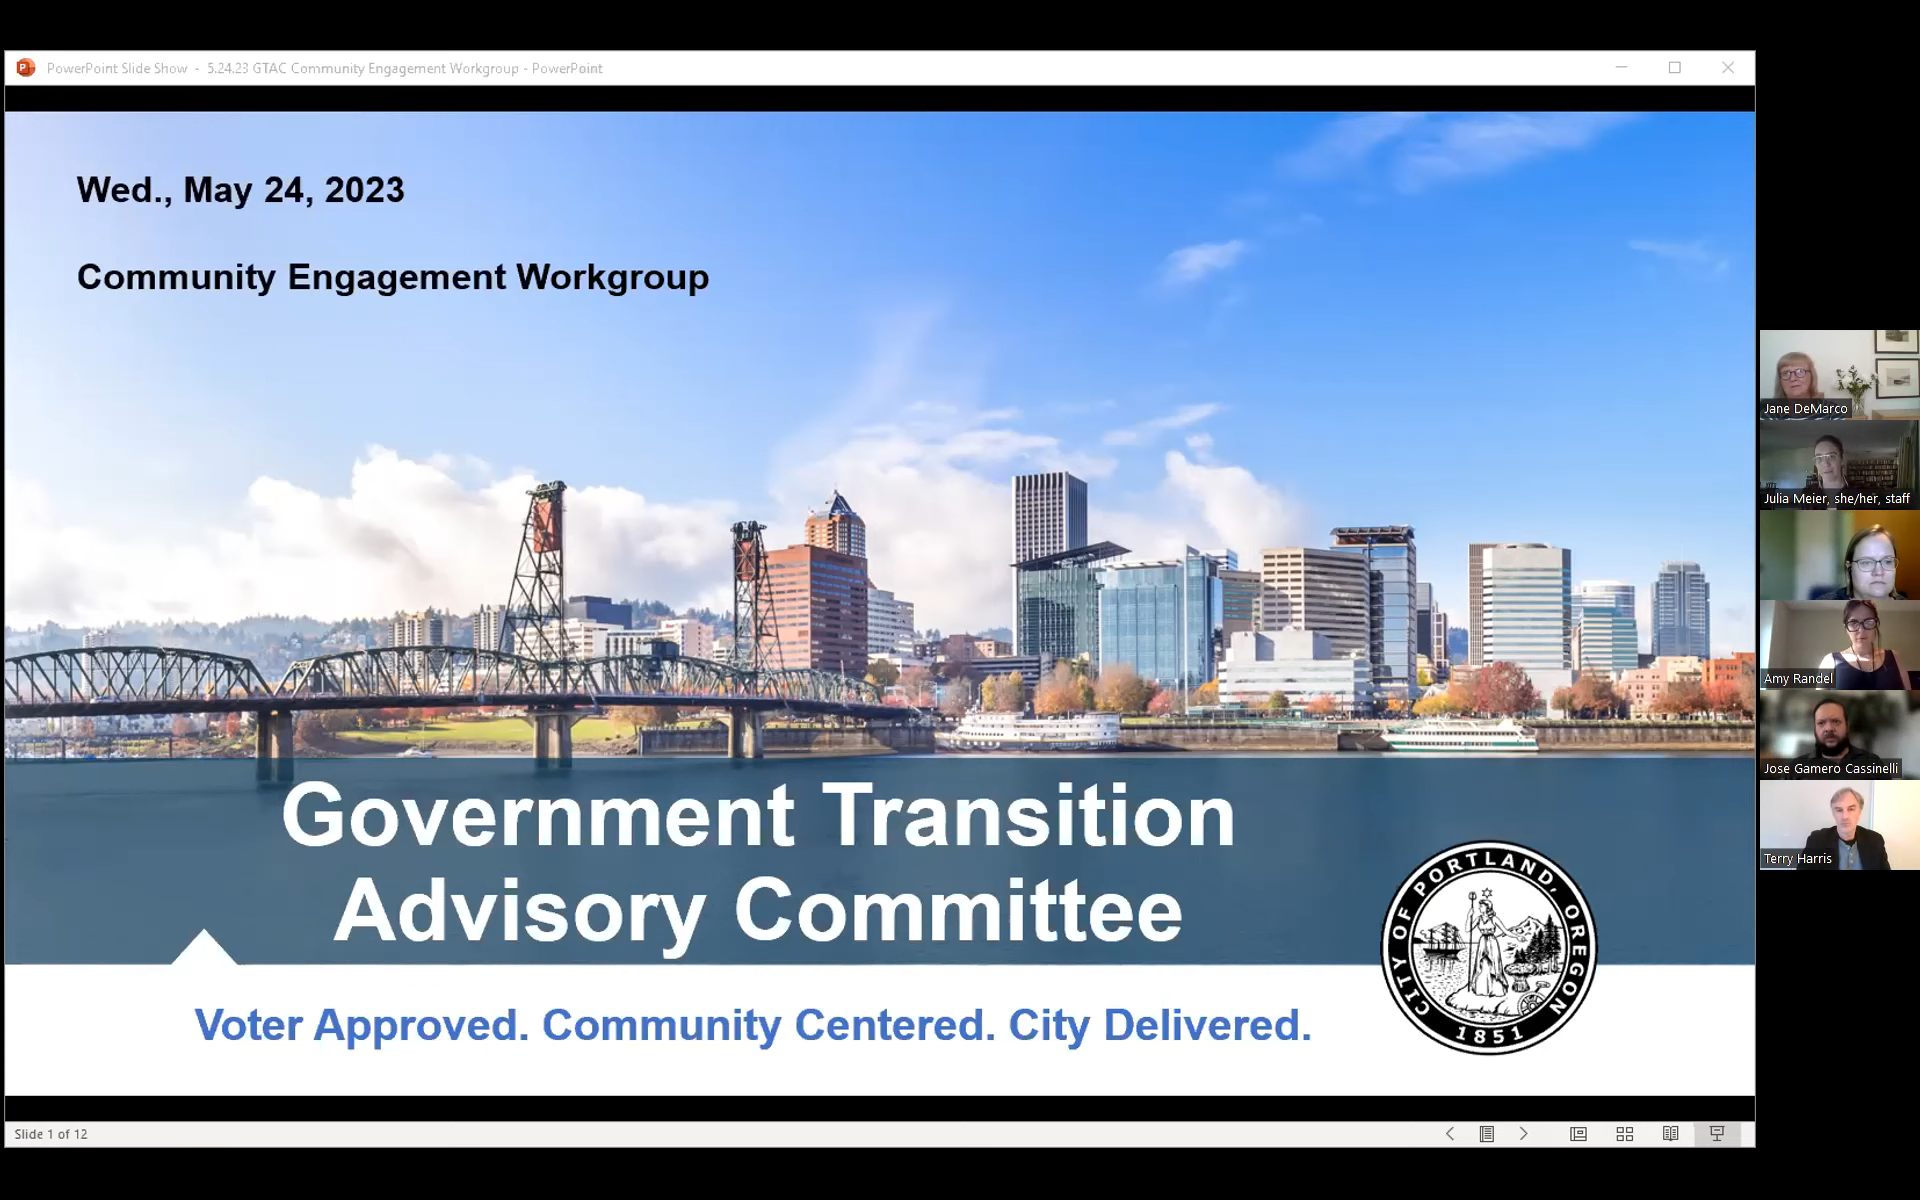 PowerPoint Slide Show - 5.24.23 GTAC Community Engagement Workgroup - PowerPoint
Wed., May 24, 2023
Community Engagement Workgroup
Government Transition
Advisory Committee
Voter Approved. Community Centered. City Delivered.
CITY OF PORTLAND, OREGON
1851
Slide 1 of 12
Jane DeMarco
Julia Meier, she/her, staff
Amy Randel
Jose Gamero Cassinelli
Terry Harris